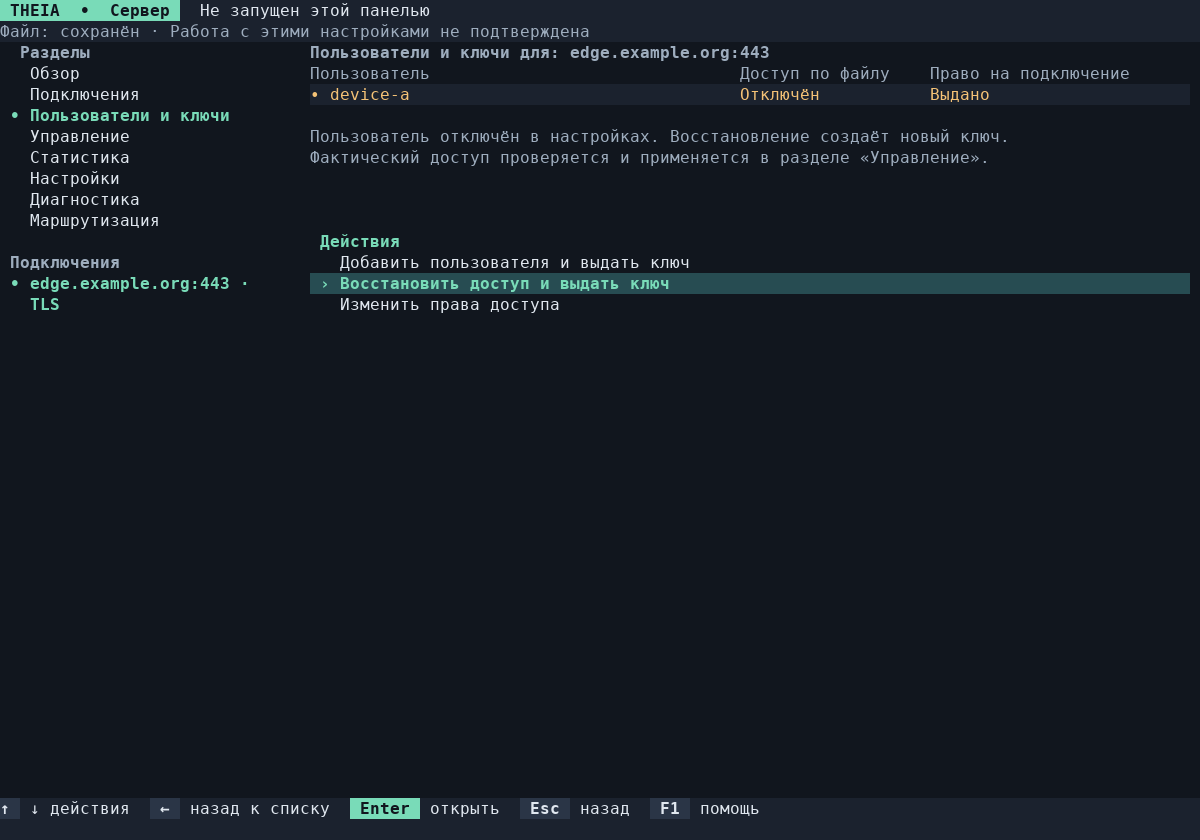 THEIA • Сервер Не запущен этой панелью
Файл: сохранён · Работа с этими настройками не подтверждена
Разделы
Обзор
Подключения
• Пользователи и ключи
Управление
Статистика
Настройки
Диагностика
Маршрутизация
Подключения
• edge.example.org:443 ·
TLS
Пользователи и ключи для: edge.example.org:443
Пользователь Доступ по файлу Право на подключение
• device-a Отключён Выдано
Пользователь отключён в настройках. Восстановление создаёт новый ключ.
Фактический доступ проверяется и применяется в разделе «Управление».
Действия
Добавить пользователя и выдать ключ
› Восстановить доступ и выдать ключ
Изменить права доступа
↑ ↓ действия ← назад к списку Enter открыть Esc назад F1 помощь